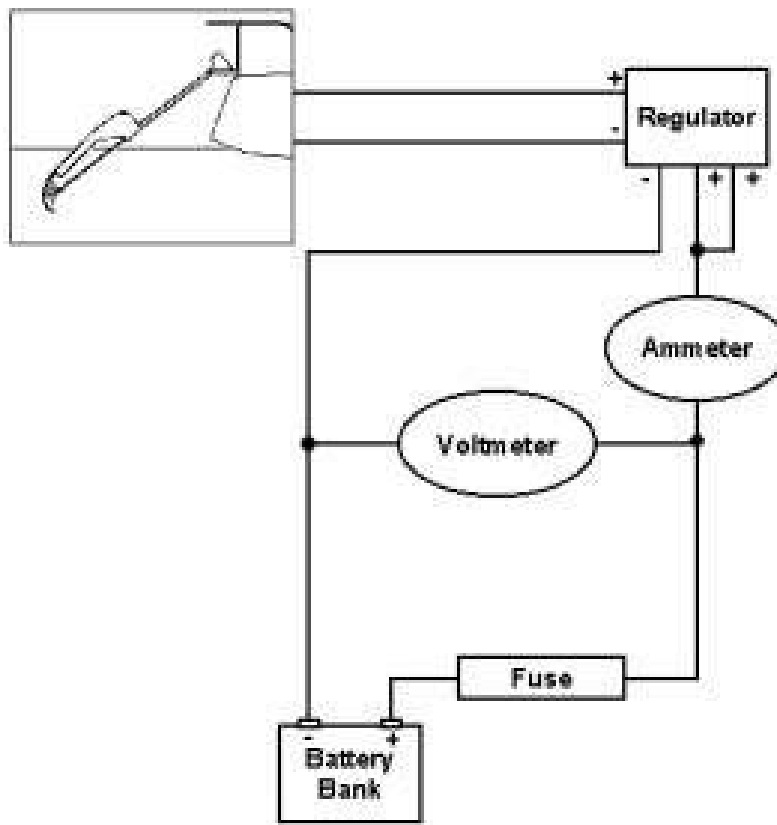 +
Regulator
-
- + +
Ammeter
Voltmeter
Fuse
- +
Battery
Bank